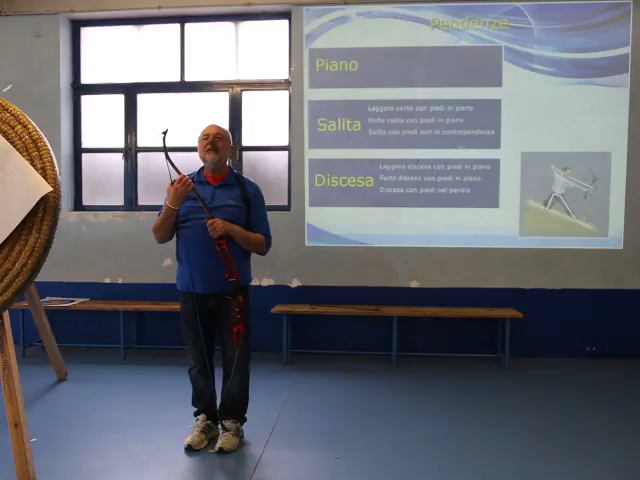 Pendenze
Piano
Salita
Leggera salita con piedi in piano
Forte salita con piedi in piano
Salita con piedi non in contropendenza
Discesa
Leggera discesa con piedi in piano
Forte discesa con piedi in piano
Discesa con piedi nel pendio